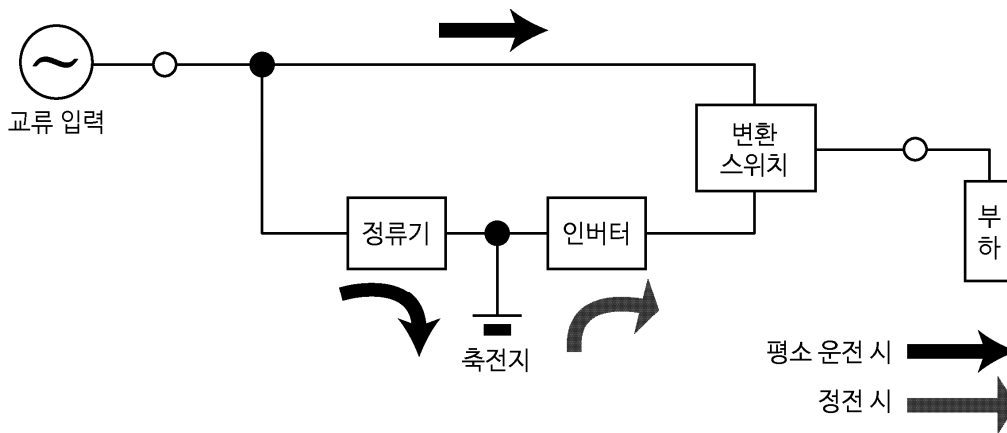 교류 입력
변환
스위치
정류기
인버터
부
하
축전지
평소 운전 시
정전 시